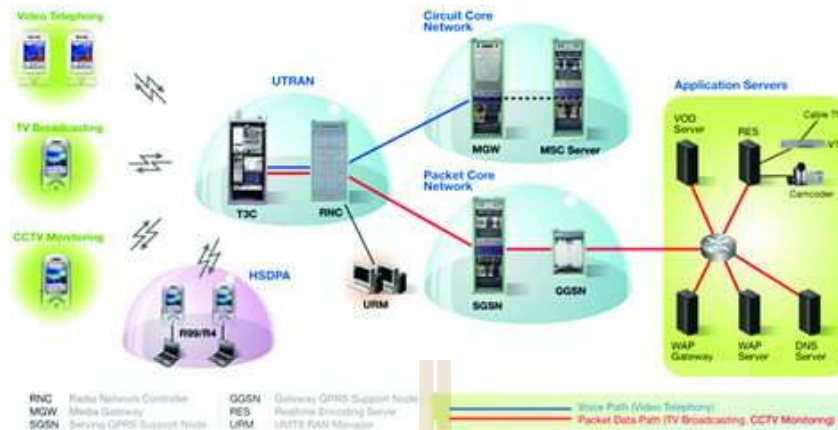 Video Telephony
TV Broadcasting
CCTV Monitoring
UTRAN
T3C
RNC
HSDPA
R99/R4
URM
Circuit Core
Network
MGW
MSC Server
Packet Core
Network
SGSN
GGSN
Application Servers
VOD
Server
RES
Camcoder
WAP
Gateway
WAP
Server
DNS
Server
RNC Radio Network Controller
MGW Media Gateway
SGSN Serving GPRS Support Node
GGSN Gateway GPRS Support Node
RES Realtime Encoding Server
URM UMTS RAN Manager
Voice Path (Video Telephony)
Packet Data Path (TV Broadcasting, CCTV Monitoring)